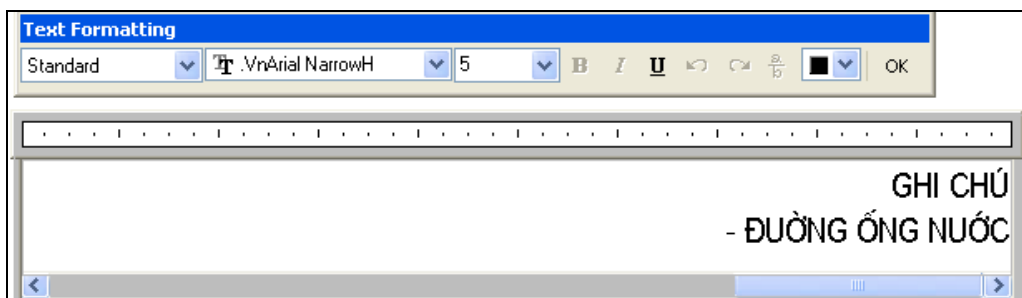 Text Formatting
Standard .VnArial NarrowH 5 B I U a/b OK
GHI CHÚ
- ĐUỜNG ỐNG NUỚC